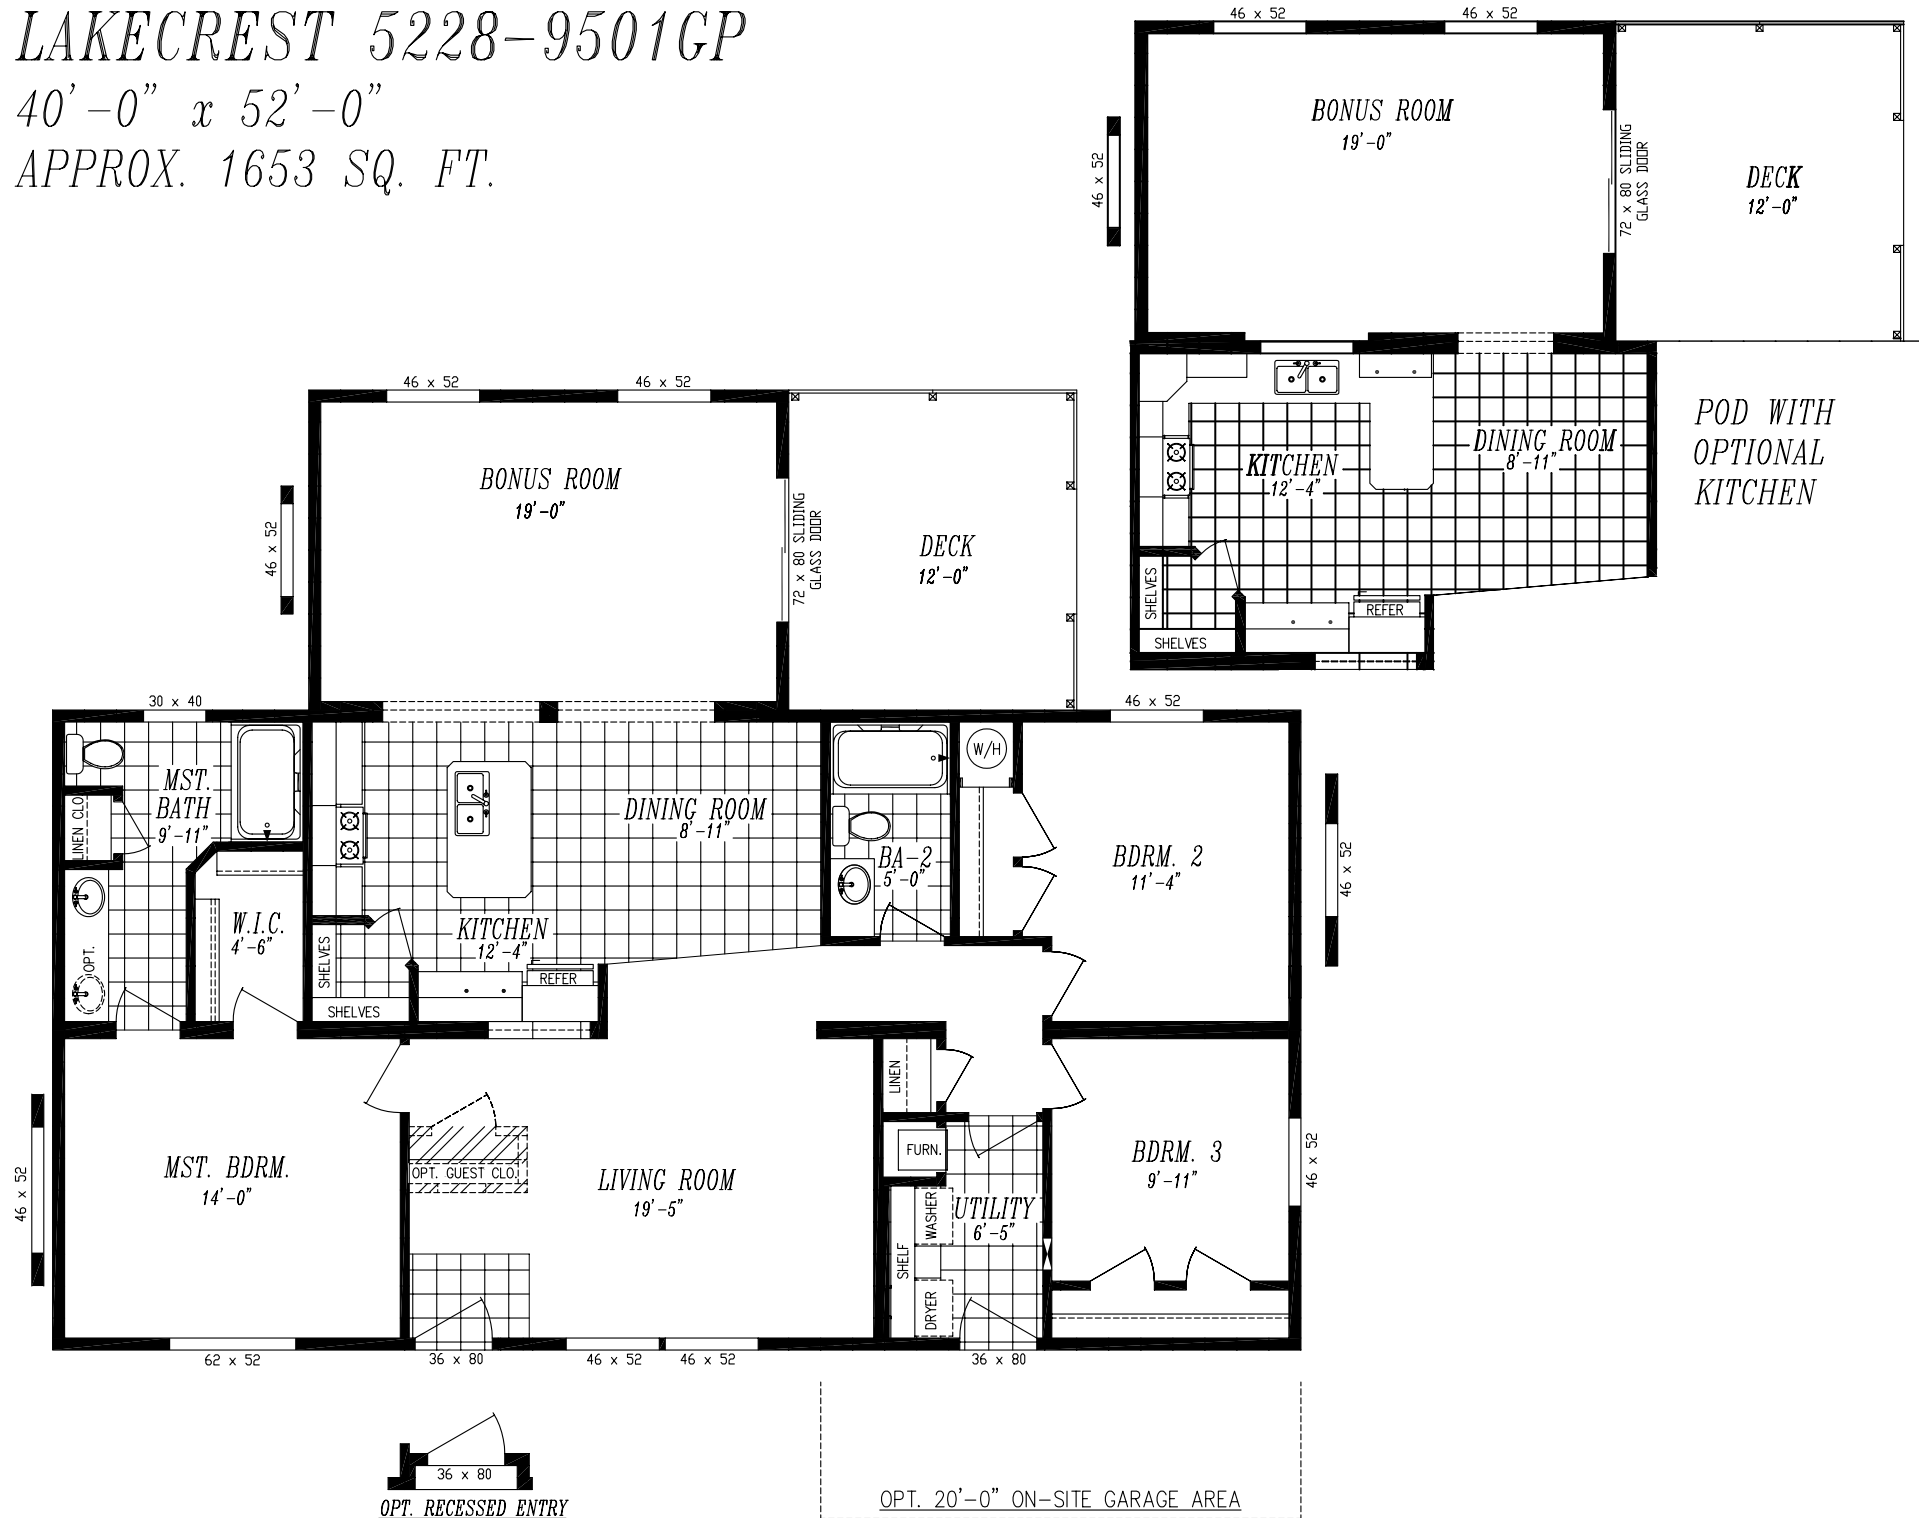 LAKECREST 5228-9501GP
40'-0" x 52'-0"
APPROX. 1653 SQ. FT.
46 x 52
46 x 52
BONUS ROOM
19'-0"
46 x 52
72 x 80 SLIDING
GLASS DOOR
DECK
12'-0"
KITCHEN
12'-4"
DINING ROOM
8'-11"
SHELVES
SHELVES
REFER
POD WITH
OPTIONAL
KITCHEN
46 x 52
46 x 52
BONUS ROOM
19'-0"
46 x 52
72 x 80 SLIDING
GLASS DOOR
DECK
12'-0"
30 x 40
46 x 52
MST.
BATH
9'-11"
LINEN CLO
OPT.
W.I.C.
4'-6"
DINING ROOM
8'-11"
KITCHEN
12'-4"
SHELVES
SHELVES
REFER
BA-2
5'-0"
W/H
BDRM. 2
11'-4"
46 x 52
MST. BDRM.
14'-0"
46 x 52
OPT. GUEST CLO.
LIVING ROOM
19'-5"
LINEN
FURN.
WASHER
SHELF
DRYER
UTILITY
6'-5"
BDRM. 3
9'-11"
46 x 52
62 x 52
36 x 80
46 x 52
46 x 52
36 x 80
36 x 80
OPT. RECESSED ENTRY
OPT. 20'-0" ON-SITE GARAGE AREA